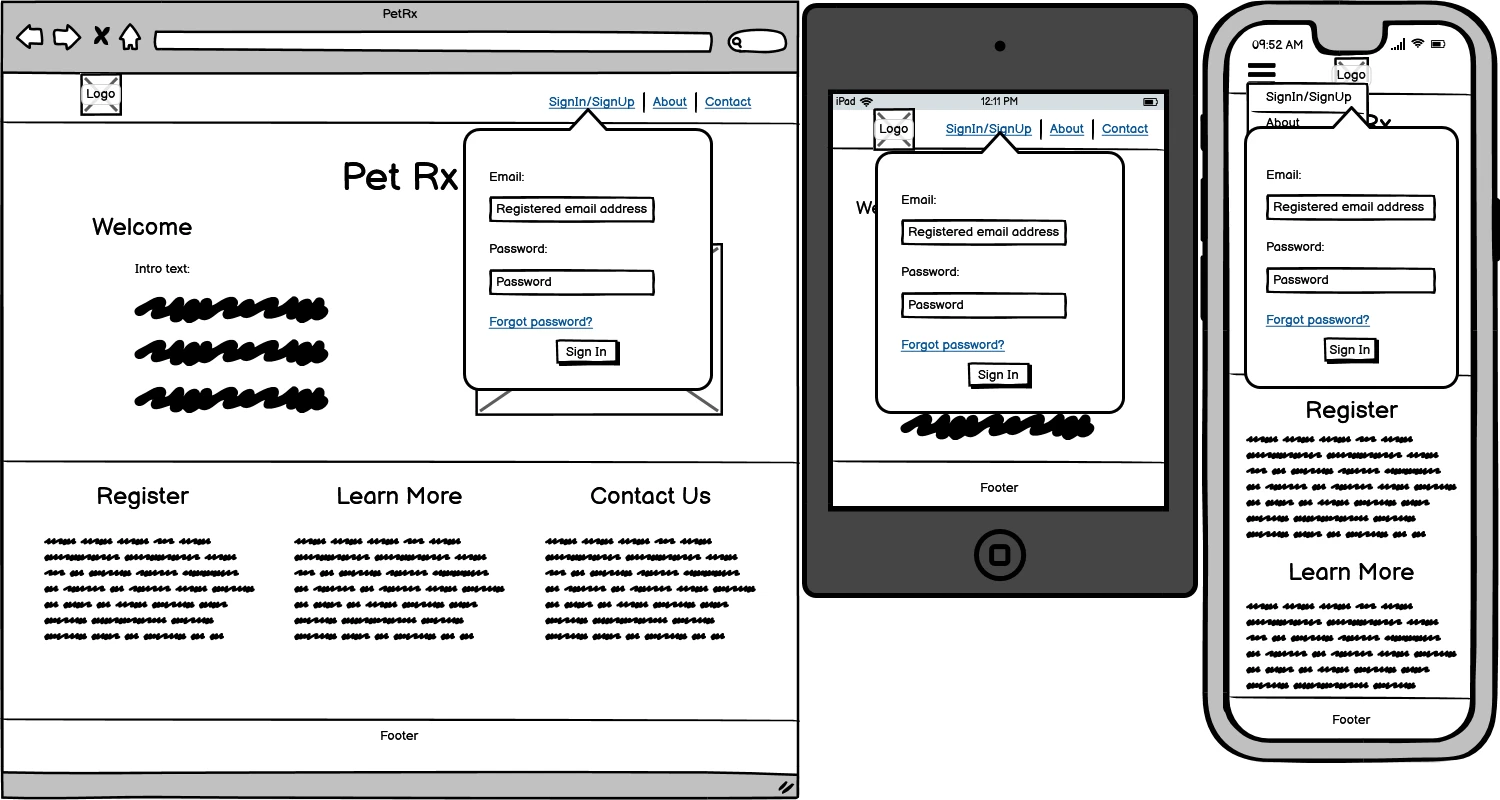 PetRx
Logo
SignIn/SignUp
About
Contact
Pet Rx
Email:
Registered email address
Welcome
Password:
Intro text:
Password
Forgot password?
Sign In
Register
Learn More
Contact Us
Footer
iPad
12:11 PM
Logo
SignIn/SignUp
About
Contact
We
Email:
Registered email address
Password:
Password
Forgot password?
Sign In
Footer
09:52 AM
Logo
SignIn/SignUp
About
Rx
Email:
Registered email address
Password:
Password
Forgot password?
Sign In
Register
Learn More
Footer